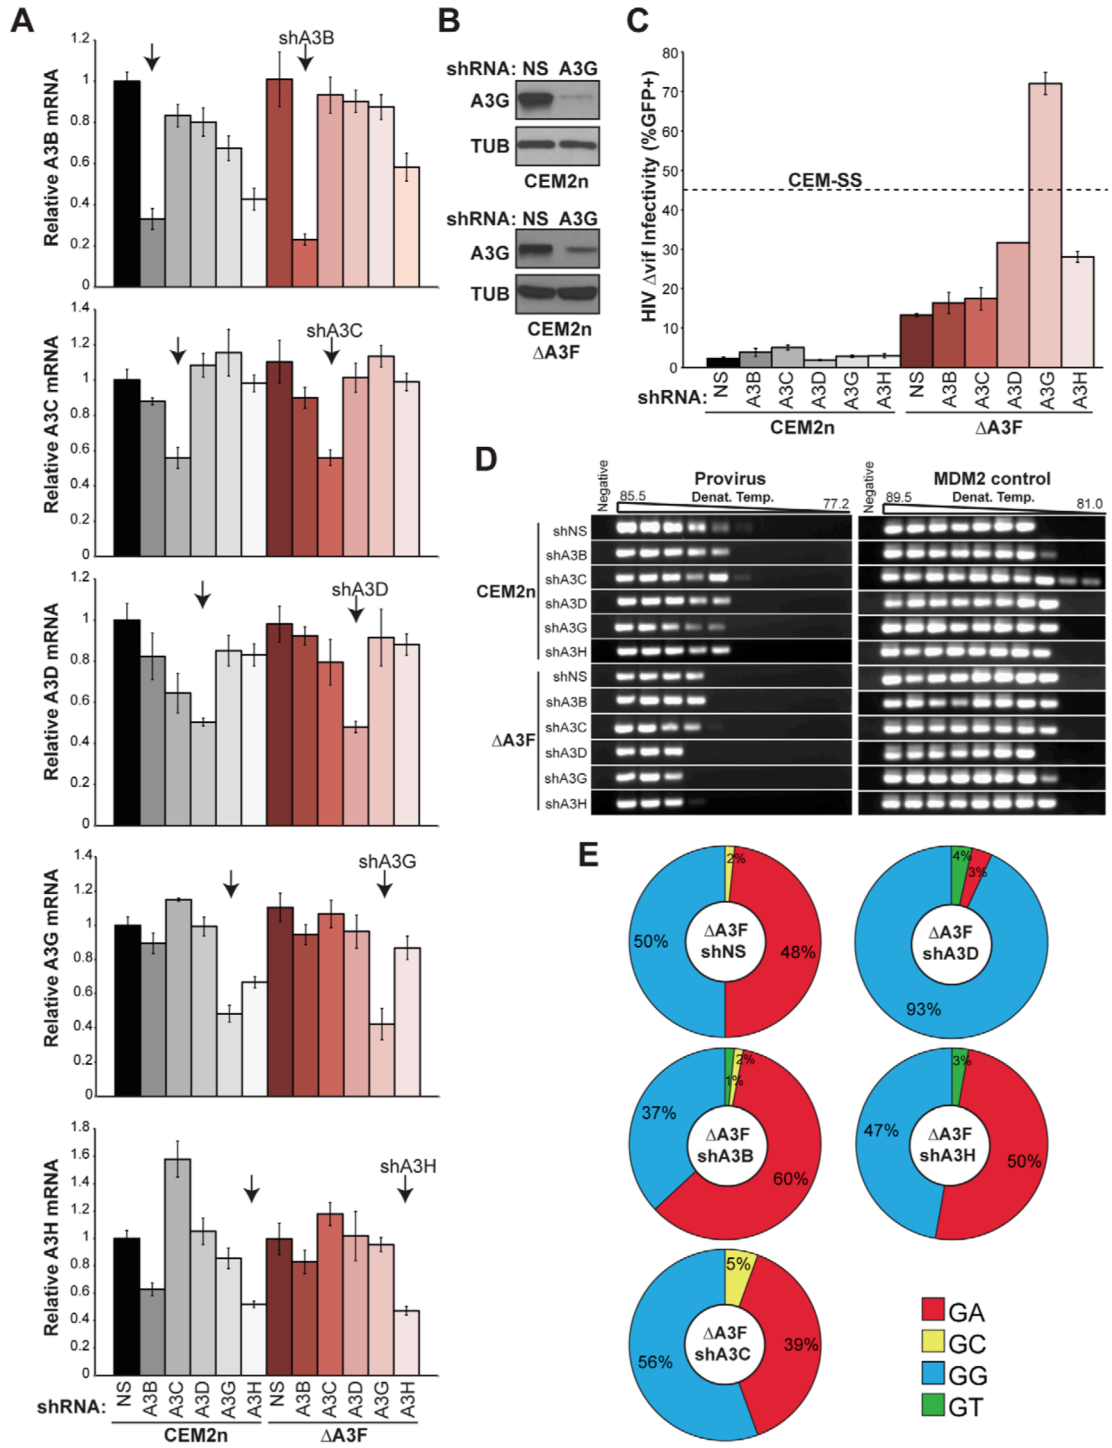 A
Relative A3B mRNA
1.2
1
0.8
0.6
0.4
0.2
0
shA3B
Relative A3C mRNA
1.4
1.2
1
0.8
0.6
0.4
0.2
0
shA3C
Relative A3D mRNA
1.2
1
0.8
0.6
0.4
0.2
0
shA3D
Relative A3G mRNA
1.4
1.2
1
0.8
0.6
0.4
0.2
0
shA3G
Relative A3H mRNA
1.8
1.6
1.4
1.2
1.0
0.8
0.6
0.4
0.2
0
shA3H
shRNA: NS A3B A3C A3D A3G A3H NS A3B A3C A3D A3G A3H
CEM2n ΔA3F
B
shRNA: NS A3G
A3G
TUB
CEM2n
shRNA: NS A3G
A3G
TUB
CEM2n
ΔA3F
C
HIV Δvif Infectivity (%GFP+)
80
70
60
50
40
30
20
10
0
CEM-SS
shRNA: NS A3B A3C A3D A3G A3H NS A3B A3C A3D A3G A3H
CEM2n ΔA3F
D
Negative Provirus Negative MDM2 control
85.5 Denat. Temp. 77.2 89.5 Denat. Temp. 81.0
CEM2n
shNS
shA3B
shA3C
shA3D
shA3G
shA3H
ΔA3F
shNS
shA3B
shA3C
shA3D
shA3G
shA3H
E
2%
50%
ΔA3F
shNS
48%
4%
3%
ΔA3F
shA3D
93%
2%
1%
37%
ΔA3F
shA3B
60%
3%
47%
ΔA3F
shA3H
50%
5%
ΔA3F
shA3C
56%
39%
GA
GC
GG
GT